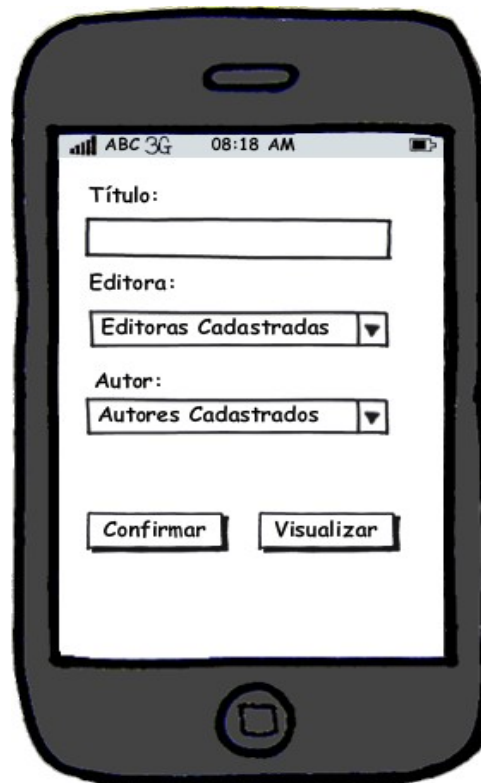 ABC 3G 08:18 AM
Título:
Editora:
Editoras Cadastradas
Autor:
Autores Cadastrados
Confirmar Visualizar